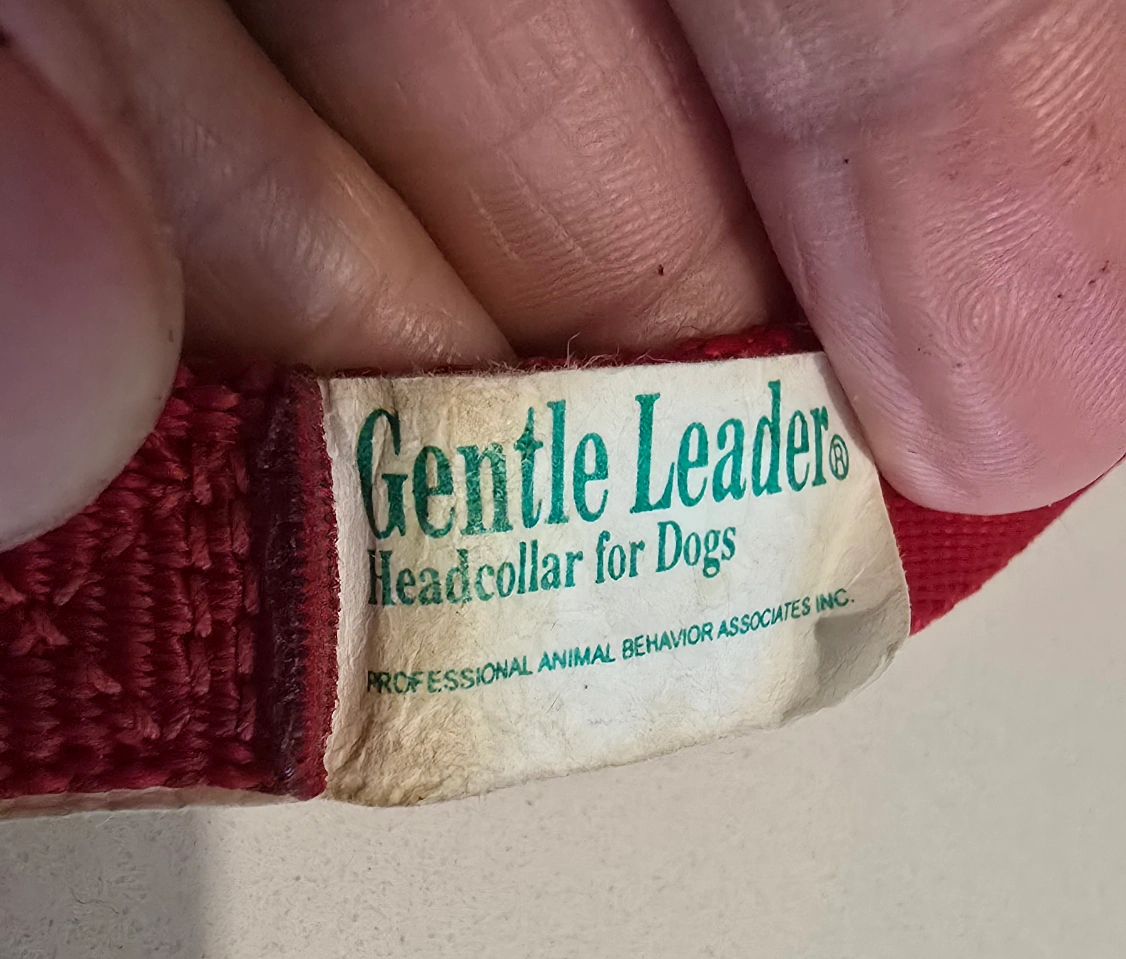 Gentle Leader®
Headcollar for Dogs
PROFESSIONAL ANIMAL BEHAVIOR ASSOCIATES INC.